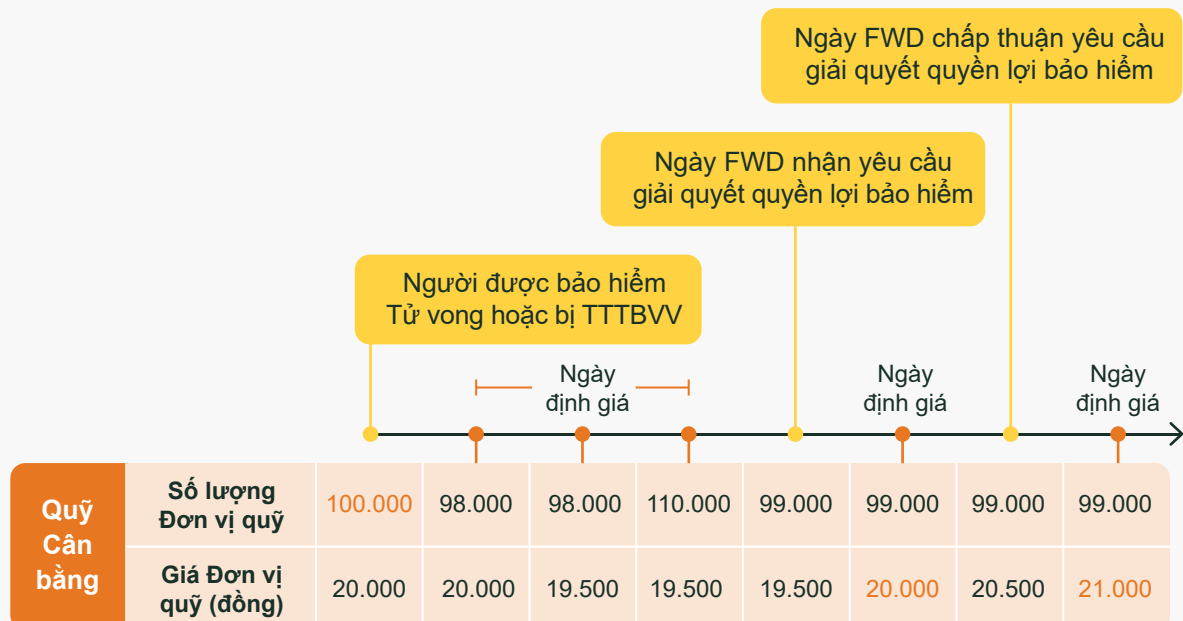 Ngày FWD chấp thuận yêu cầu
giải quyết quyền lợi bảo hiểm
Ngày FWD nhận yêu cầu
giải quyết quyền lợi bảo hiểm
Người được bảo hiểm
Tử vong hoặc bị TTTBVV
Ngày
định giá
Ngày
định giá
Ngày
định giá
Quỹ
Cân
bằng
Số lượng
Đơn vị quỹ
100.000 98.000 98.000 110.000 99.000 99.000 99.000 99.000
Giá Đơn vị
quỹ (đồng)
20.000 20.000 19.500 19.500 19.500 20.000 20.500 21.000